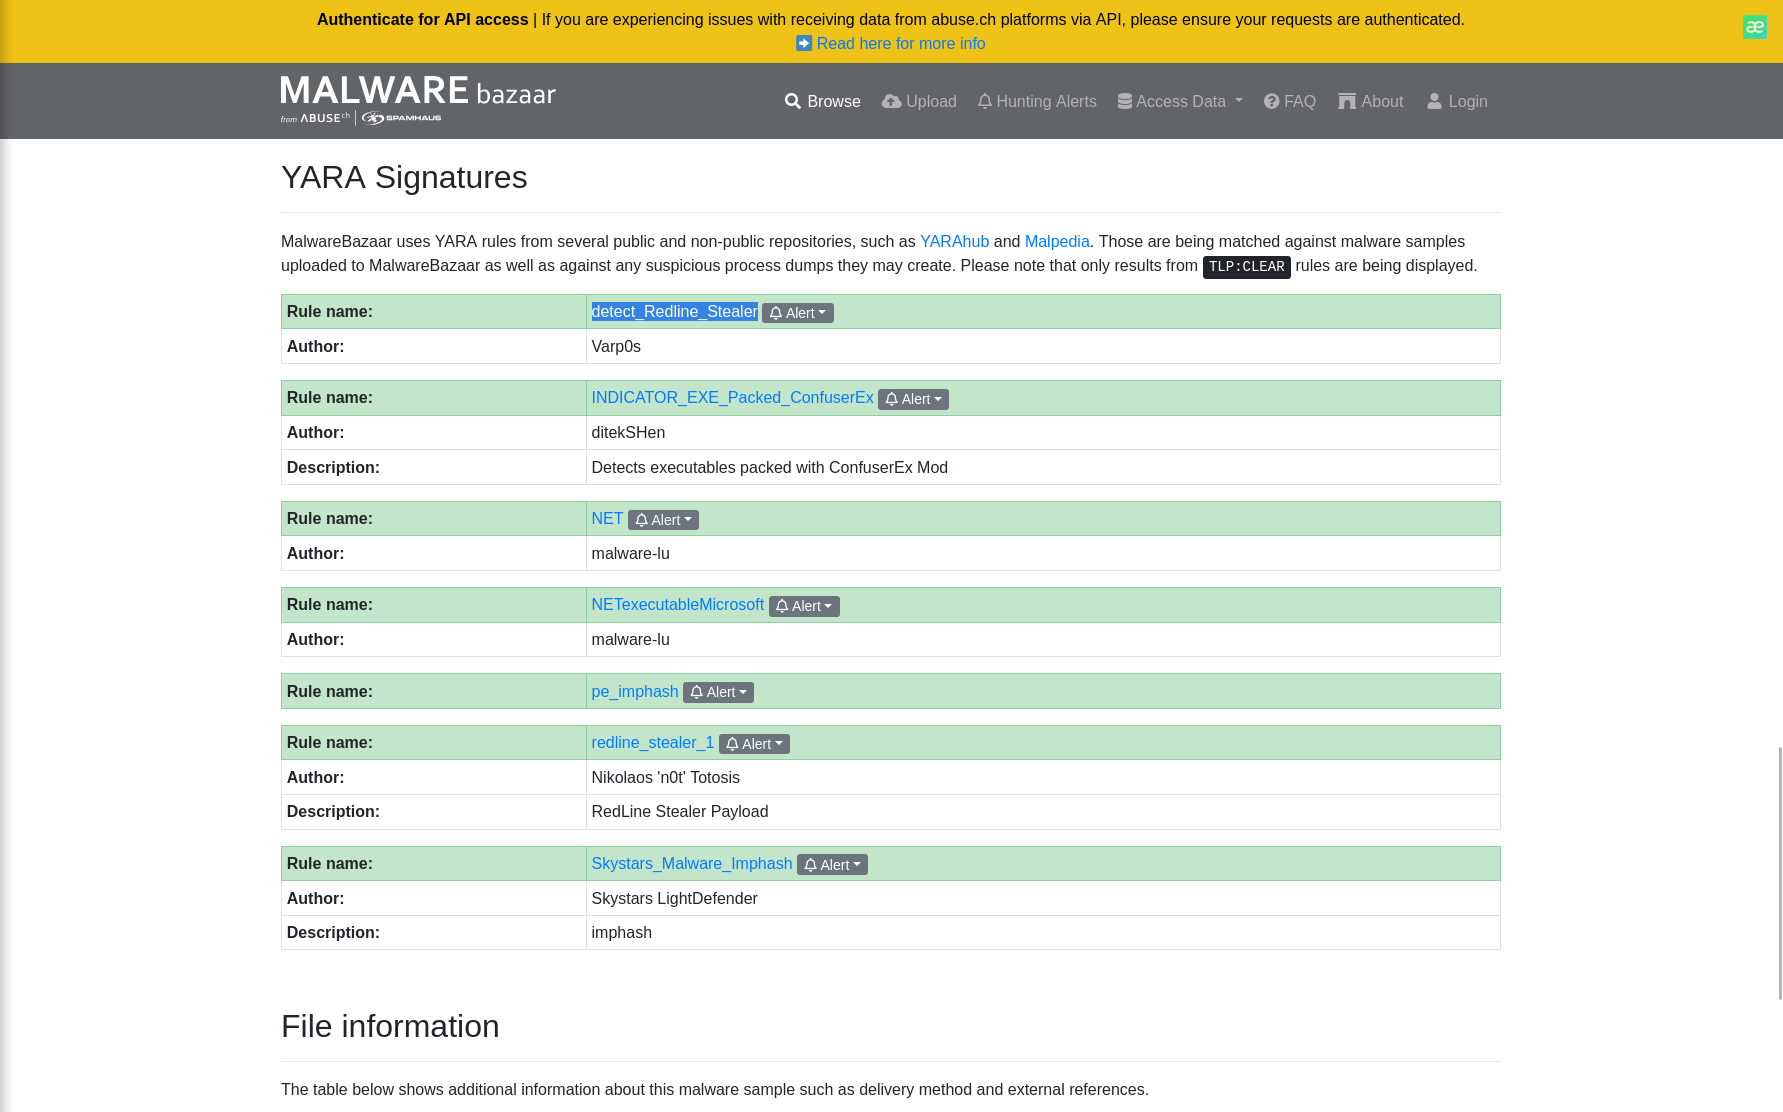 Authenticate for API access | If you are experiencing issues with receiving data from abuse.ch platforms via API, please ensure your requests are authenticated.
➡ Read here for more info
æ
MALWARE bazaar
from ABUSE ch | SPAMHAUS
Browse Upload Hunting Alerts Access Data FAQ About Login
YARA Signatures
MalwareBazaar uses YARA rules from several public and non-public repositories, such as YARAhub and Malpedia. Those are being matched against malware samples
uploaded to MalwareBazaar as well as against any suspicious process dumps they may create. Please note that only results from TLP:CLEAR rules are being displayed.
Rule name: detect_Redline_Stealer Alert
Author: Varp0s
Rule name: INDICATOR_EXE_Packed_ConfuserEx Alert
Author: ditekSHen
Description: Detects executables packed with ConfuserEx Mod
Rule name: NET Alert
Author: malware-lu
Rule name: NETexecutableMicrosoft Alert
Author: malware-lu
Rule name: pe_imphash Alert
Rule name: redline_stealer_1 Alert
Author: Nikolaos 'n0t' Totosis
Description: RedLine Stealer Payload
Rule name: Skystars_Malware_Imphash Alert
Author: Skystars LightDefender
Description: imphash
File information
The table below shows additional information about this malware sample such as delivery method and external references.